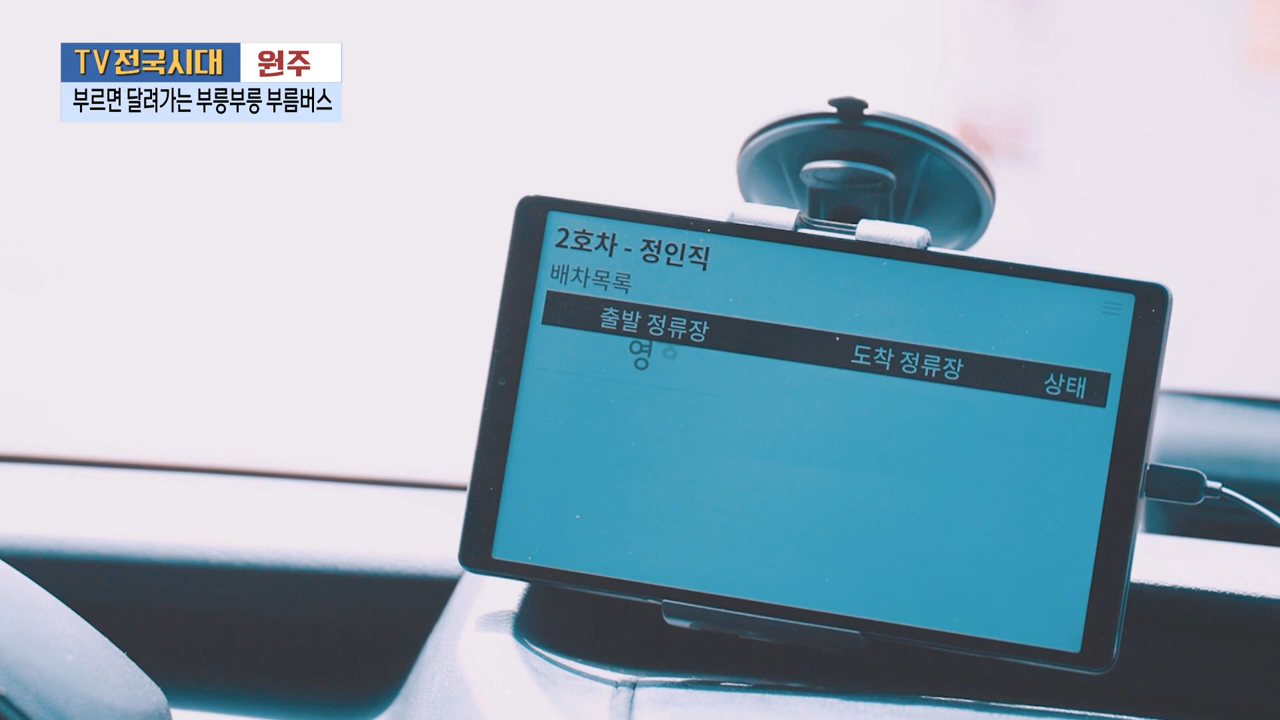 TV전국시대 원주
부르면 달려가는 부릉부릉 부름버스
2호차 - 정인직
배차목록
출발 정류장 도착 정류장 상태
영